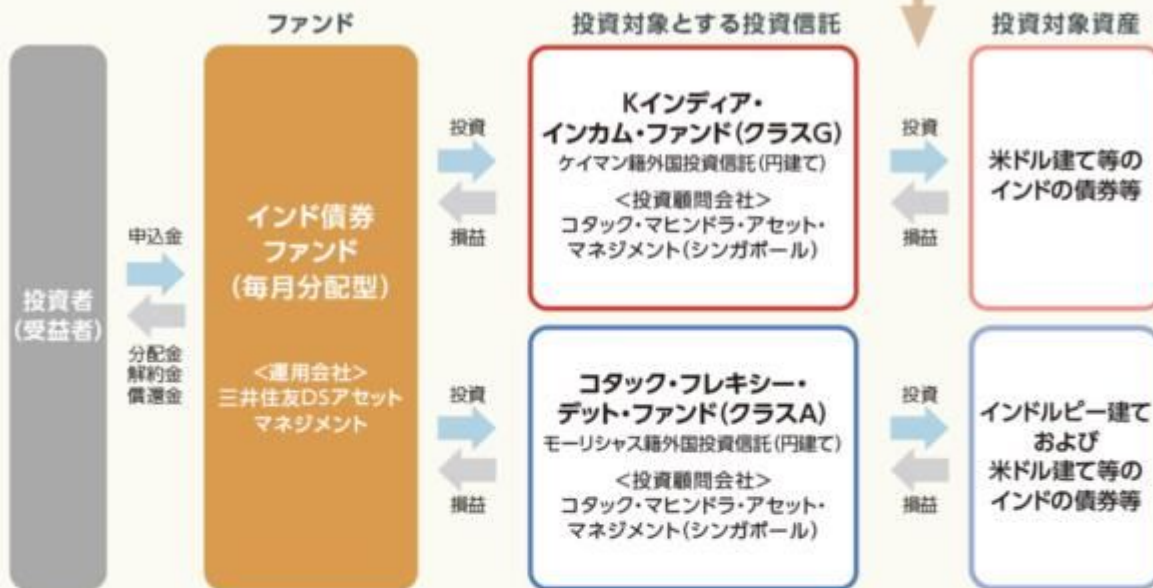 ファンド
投資対象とする投資信託
投資対象資産
投資者
(受益者)
申込金
分配金
解約金
償還金
インド債券
ファンド
(毎月分配型)
<運用会社>
三井住友DSアセット
マネジメント
投資
損益
Kインディア・
インカム・ファンド(クラスG)
ケイマン籍外国投資信託(円建て)
<投資顧問会社>
コタック・マヒンドラ・アセット・
マネジメント(シンガポール)
投資
損益
米ドル建て等の
インドの債券等
投資
損益
コタック・フレキシー・
デット・ファンド(クラスA)
モーリシャス籍外国投資信託(円建て)
<投資顧問会社>
コタック・マヒンドラ・アセット・
マネジメント(シンガポール)
投資
損益
インドルピー建て
および
米ドル建て等の
インドの債券等